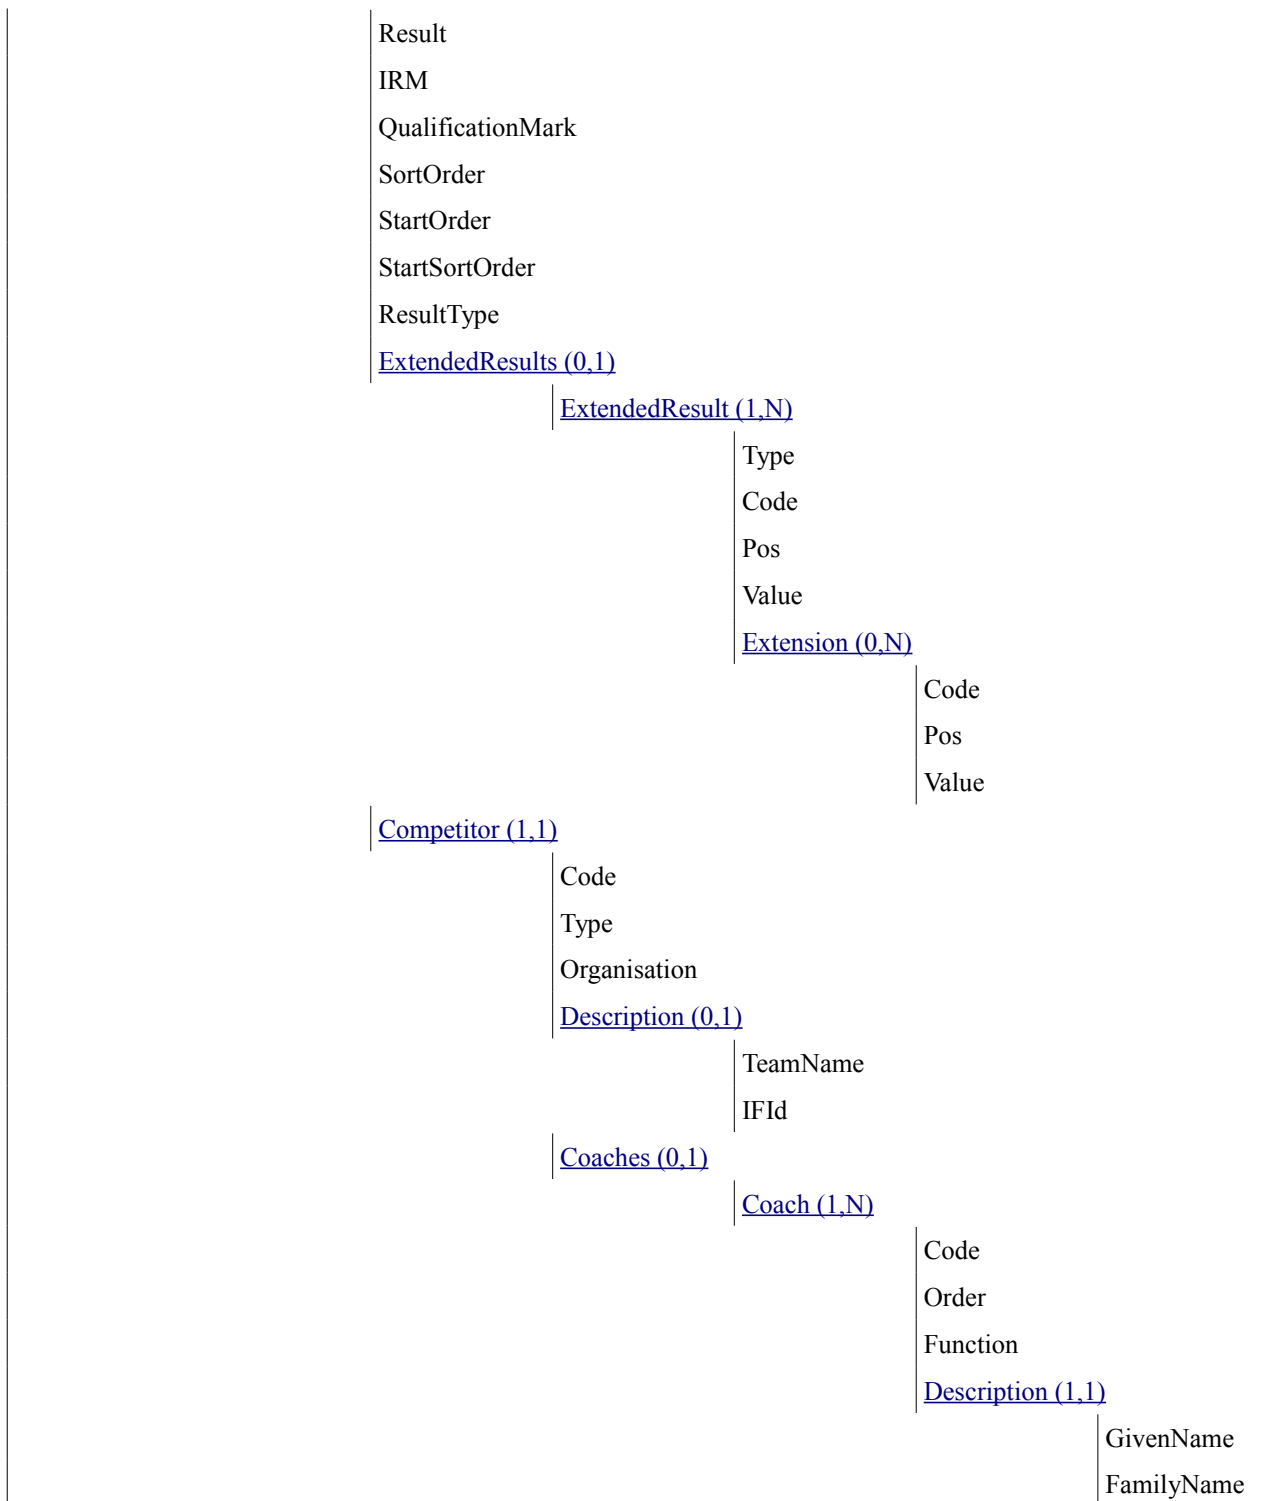 Result
IRM
QualificationMark
SortOrder
StartOrder
StartSortOrder
ResultType
ExtendedResults (0,1)
ExtendedResult (1,N)
Type
Code
Pos
Value
Extension (0,N)
Code
Pos
Value
Competitor (1,1)
Code
Type
Organisation
Description (0,1)
TeamName
IFId
Coaches (0,1)
Coach (1,N)
Code
Order
Function
Description (1,1)
GivenName
FamilyName